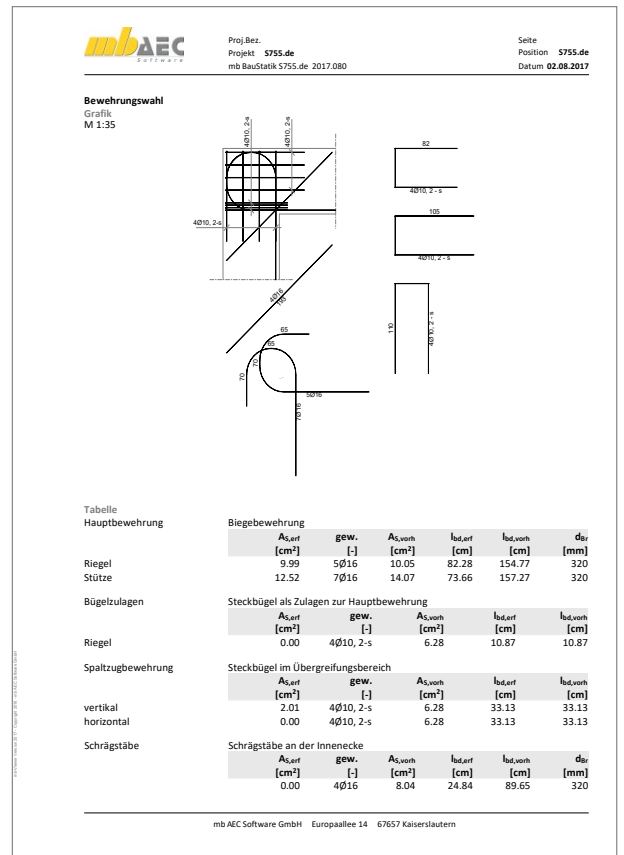 mbAEC
Software
Proj.Bez.
Projekt S755.de
mb BauStatik S755.de 2017.080
Seite
Position S755.de
Datum 02.08.2017
Bewehrungswahl
Grafik
M 1:35
4Ø10, 2-s
4Ø10, 2-s
4Ø10, 2-s
82
4Ø10, 2 - s
105
4Ø10, 2 - s
110
4Ø10, 2 - s
4Ø16
193
65
65
70
70
5Ø16
7Ø16
Tabelle
Hauptbewehrung Biegebewehrung
AS,erf gew. AS,vorh lbd,erf lbd,vorh dBr
[cm²] [-] [cm²] [cm] [cm] [mm]
Riegel 9.99 5Ø16 10.05 82.28 154.77 320
Stütze 12.52 7Ø16 14.07 73.66 157.27 320
Bügelzulagen Steckbügel als Zulagen zur Hauptbewehrung
AS,erf gew. AS,vorh lbd,erf lbd,vorh
[cm²] [-] [cm²] [cm] [cm]
Riegel 0.00 4Ø10, 2-s 6.28 10.87 10.87
Spaltzugbewehrung Steckbügel im Übergreifungsbereich
AS,erf gew. AS,vorh lbd,erf lbd,vorh
[cm²] [-] [cm²] [cm] [cm]
vertikal 2.01 4Ø10, 2-s 6.28 33.13 33.13
horizontal 0.00 4Ø10, 2-s 6.28 33.13 33.13
Schrägstäbe Schrägstäbe an der Innenecke
AS,erf gew. AS,vorh lbd,erf lbd,vorh dBr
[cm²] [-] [cm²] [cm] [cm] [mm]
0.00 4Ø16 8.04 24.84 89.65 320
mb AEC Software GmbH Europaallee 14 67657 Kaiserslautern